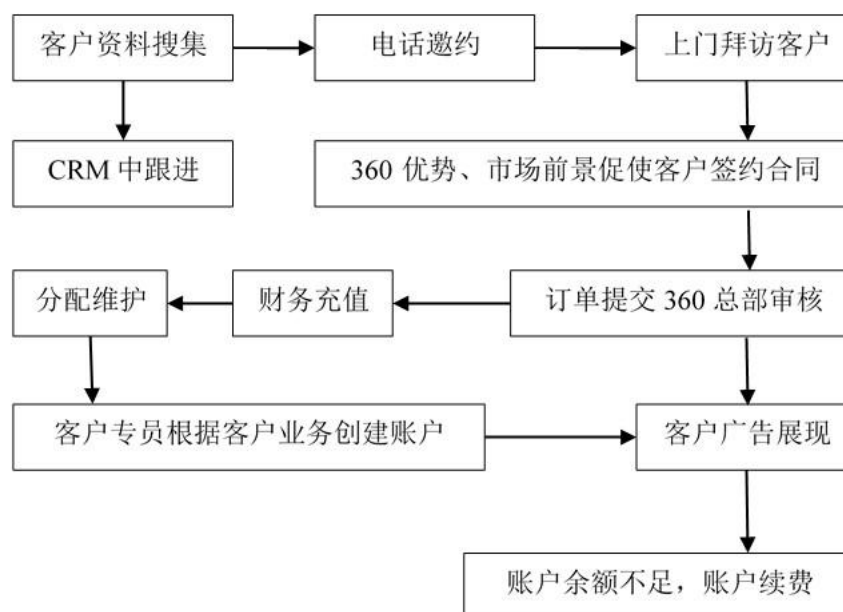 客户资料搜集
电话邀约
上门拜访客户
CRM 中跟进
360 优势、市场前景促使客户签约合同
分配维护
财务充值
订单提交 360 总部审核
客户专员根据客户业务创建账户
客户广告展现
账户余额不足，账户续费